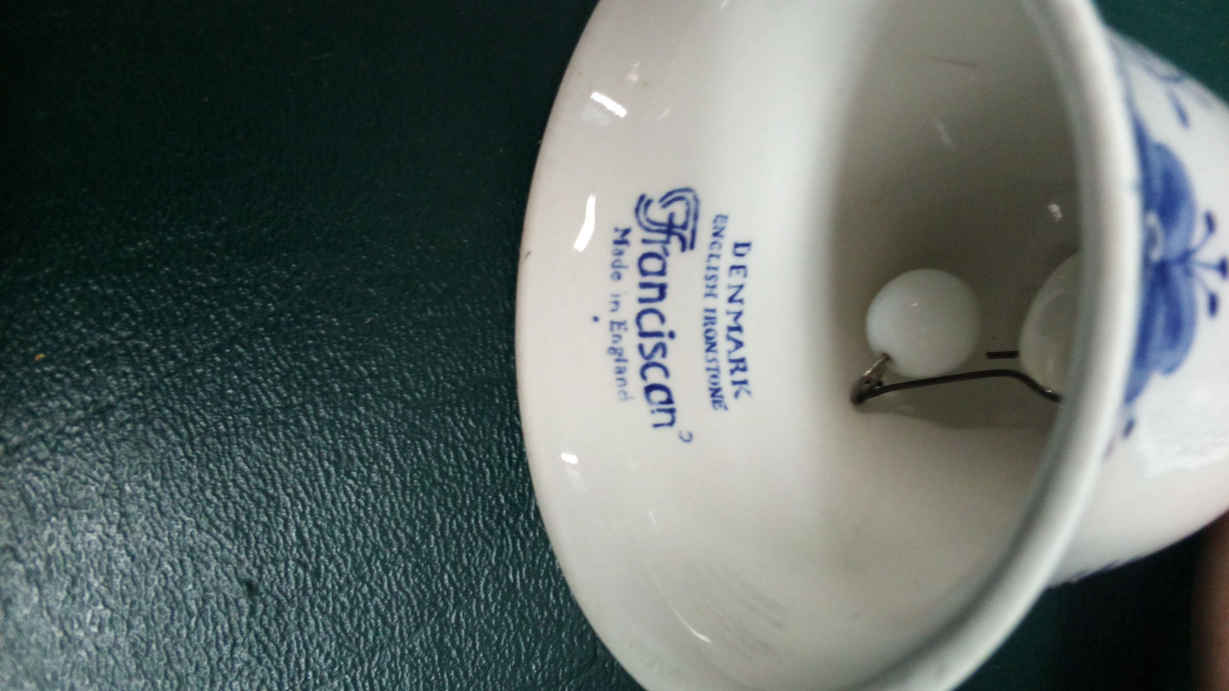 DENMARK
ENGLISH IRONSTONE
Franciscan
Made in England